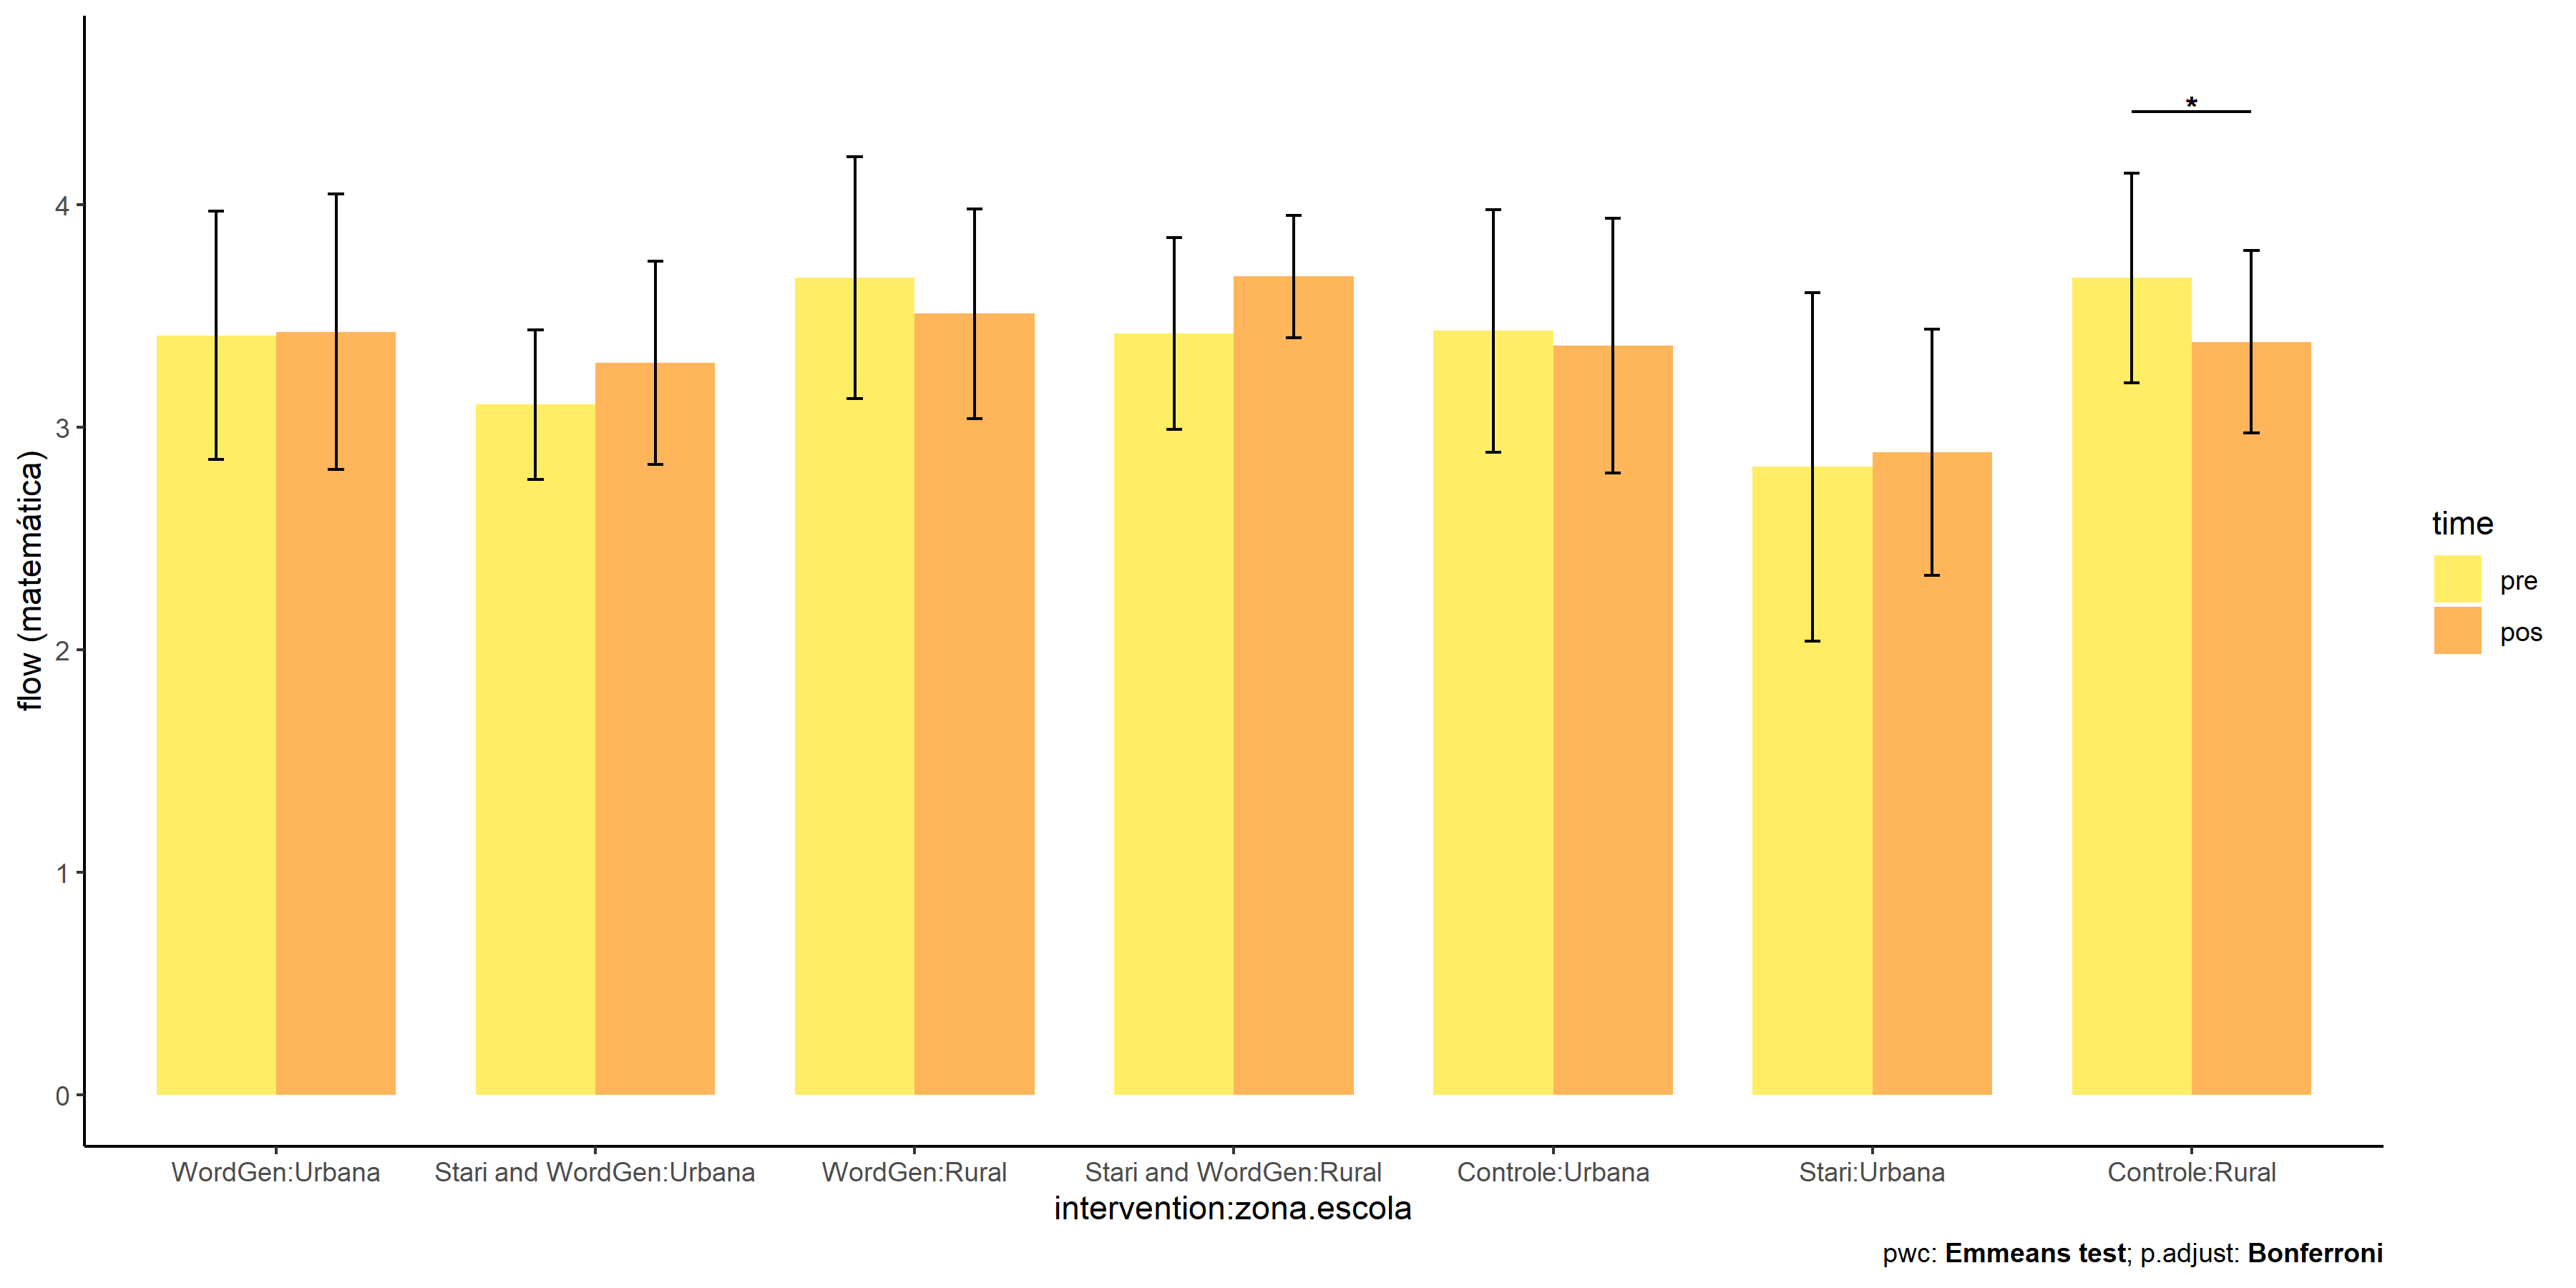 *
4
3
2
1
0
flow (matemática)
WordGen:Urbana
Stari and WordGen:Urbana
WordGen:Rural
Stari and WordGen:Rural
Controle:Urbana
Stari:Urbana
Controle:Rural
intervention:zona.escola
time
pre
pos
pwc: Emmeans test; p.adjust: Bonferroni